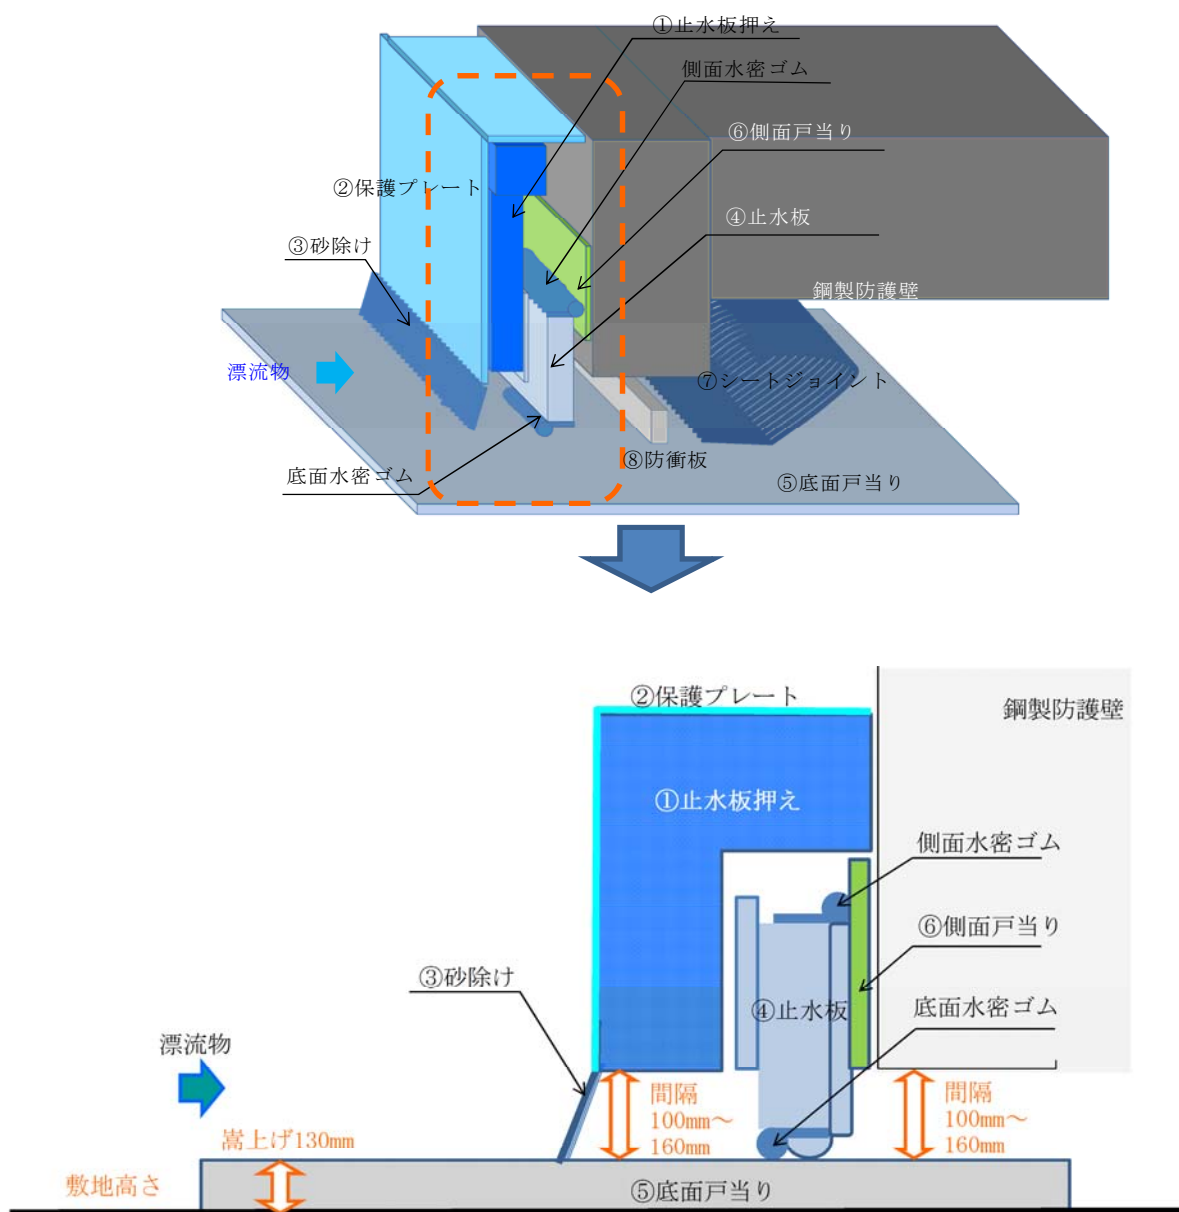 ①止水板押え
側面水密ゴム
⑥側面戸当り
②保護プレート
④止水板
③砂除け
鋼製防護壁
漂流物
⑦シートジョイント
底面水密ゴム
⑧防衝板
⑤底面戸当り
②保護プレート
鋼製防護壁
①止水板押え
側面水密ゴム
⑥側面戸当り
③砂除け
④止水板
底面水密ゴム
漂流物
間隔
100mm～
160mm
間隔
100mm～
160mm
嵩上げ130mm
敷地高さ
⑤底面戸当り